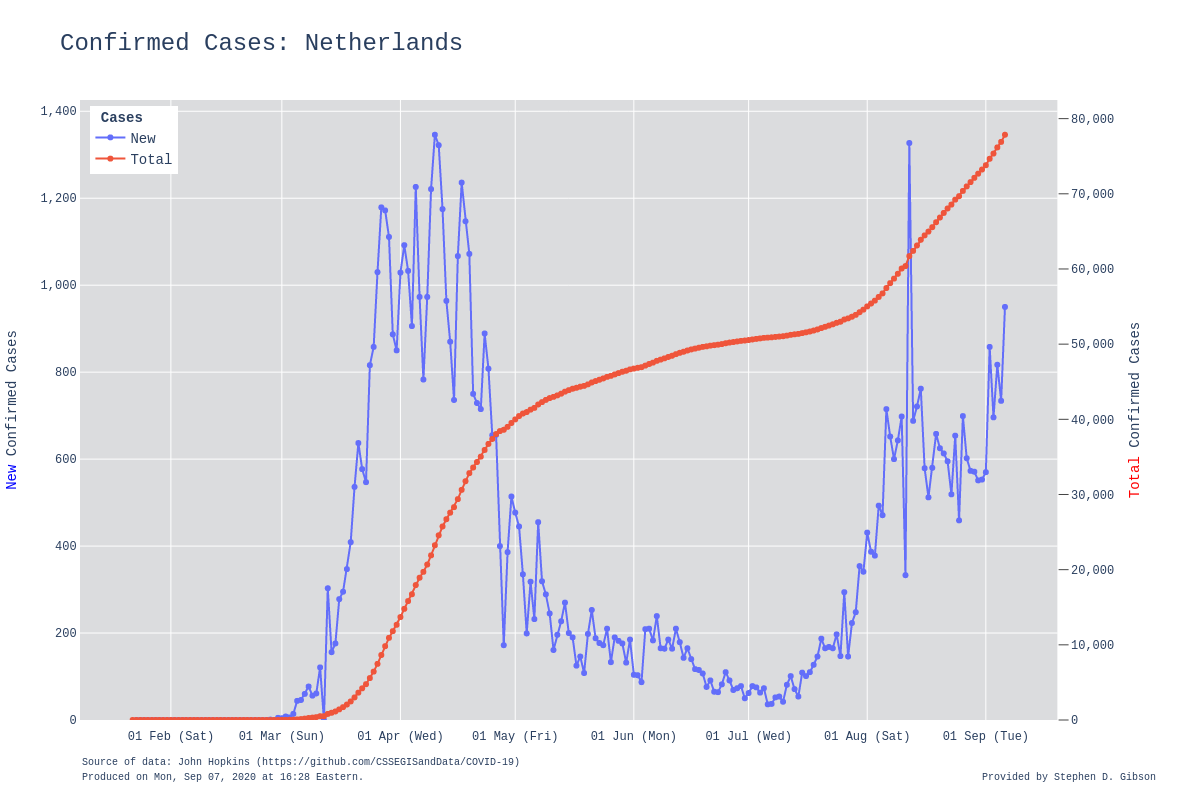 Confirmed Cases: Netherlands
Cases
New
Total
1,400
1,200
1,000
800
600
400
200
0
80,000
70,000
60,000
50,000
40,000
30,000
20,000
10,000
0
New Confirmed Cases
Total Confirmed Cases
01 Feb (Sat) 01 Mar (Sun) 01 Apr (Wed) 01 May (Fri) 01 Jun (Mon) 01 Jul (Wed) 01 Aug (Sat) 01 Sep (Tue)
Source of data: John Hopkins (https://github.com/CSSEGISandData/COVID-19)
Produced on Mon, Sep 07, 2020 at 16:28 Eastern.
Provided by Stephen D. Gibson